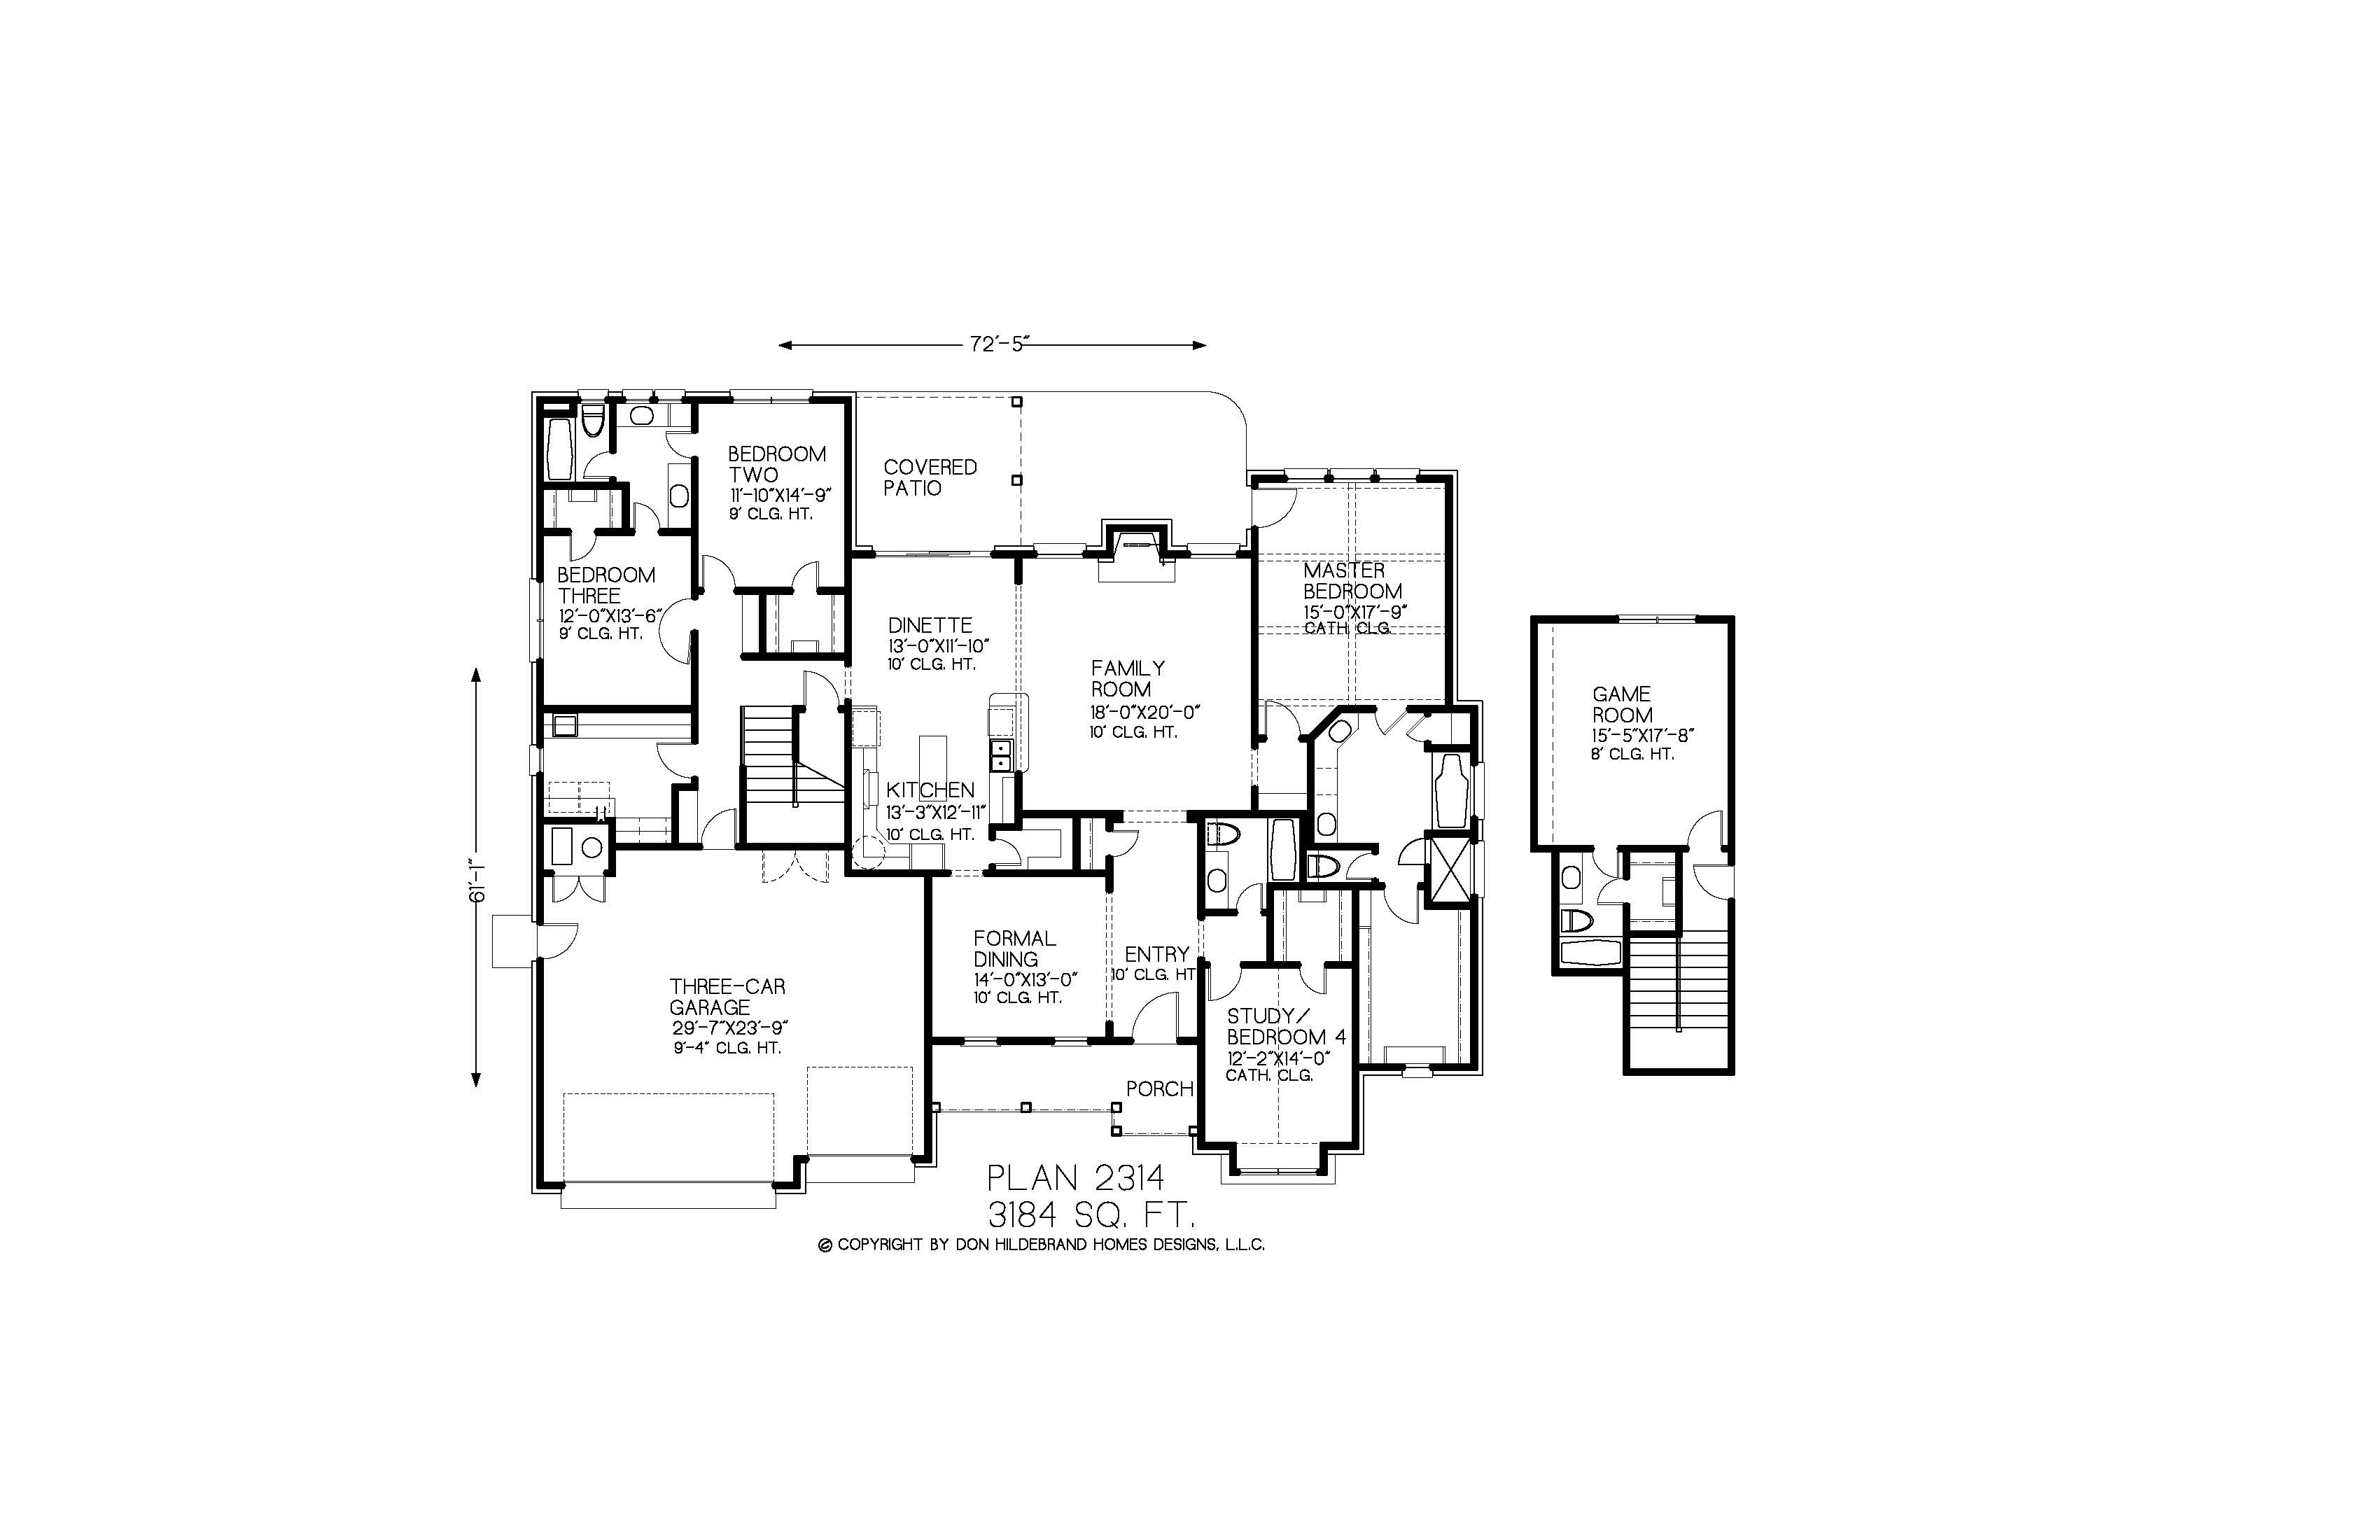 72'-5"
BEDROOM
TWO
11'-10"X14'-9"
9' CLG. HT.
COVERED
PATIO
BEDROOM
THREE
12'-0"X13'-6"
9' CLG. HT.
MASTER
BEDROOM
15'-0"X17'-9"
CATH. CLG.
DINETTE
13'-0"X11'-10"
10' CLG. HT.
FAMILY
ROOM
18'-0"X20'-0"
10' CLG. HT.
GAME
ROOM
15'-5"X17'-8"
8' CLG. HT.
KITCHEN
13'-3"X12'-11"
10' CLG. HT.
61'-1"
FORMAL
DINING
14'-0"X13'-0"
10' CLG. HT.
ENTRY
10' CLG. HT
THREE-CAR
GARAGE
29'-7"X23'-9"
9'-4" CLG. HT.
STUDY/
BEDROOM 4
12'-2"X14'-0"
CATH. CLG.
PORCH
PLAN 2314
3184 SQ. FT.
© COPYRIGHT BY DON HILDEBRAND HOMES DESIGNS, L.L.C.